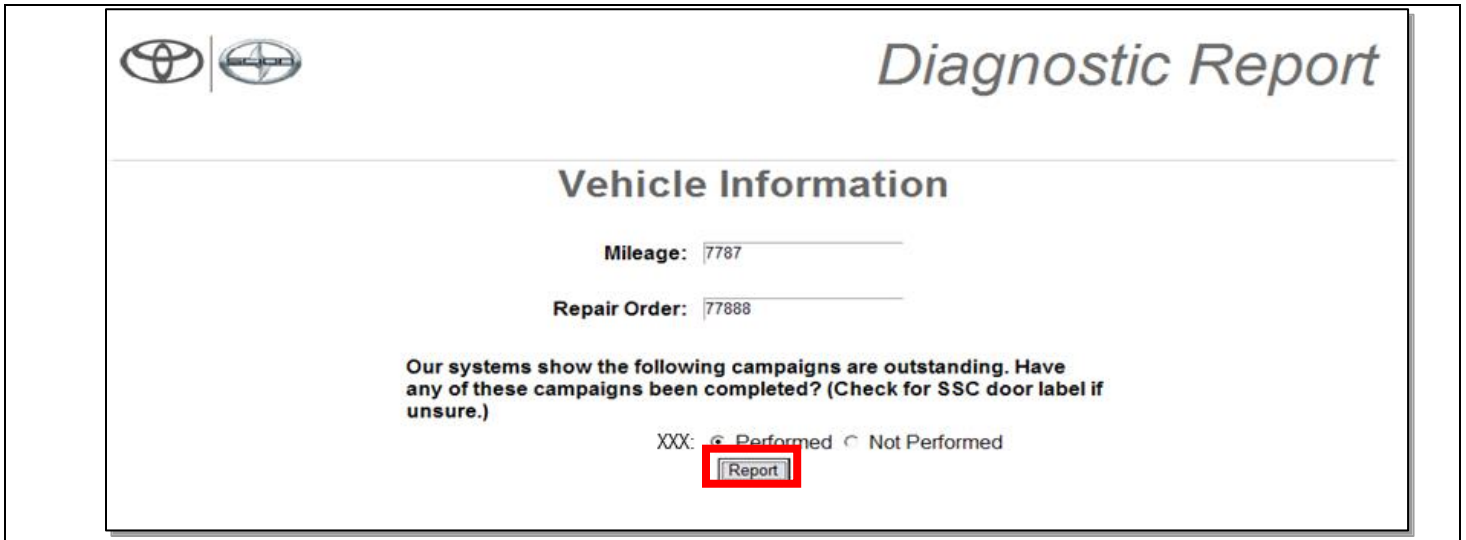 SCION
Diagnostic Report
Vehicle Information
Mileage: 7787
Repair Order: 77888
Our systems show the following campaigns are outstanding. Have
any of these campaigns been completed? (Check for SSC door label if
unsure.)
XXX: Performed Not Performed
Report